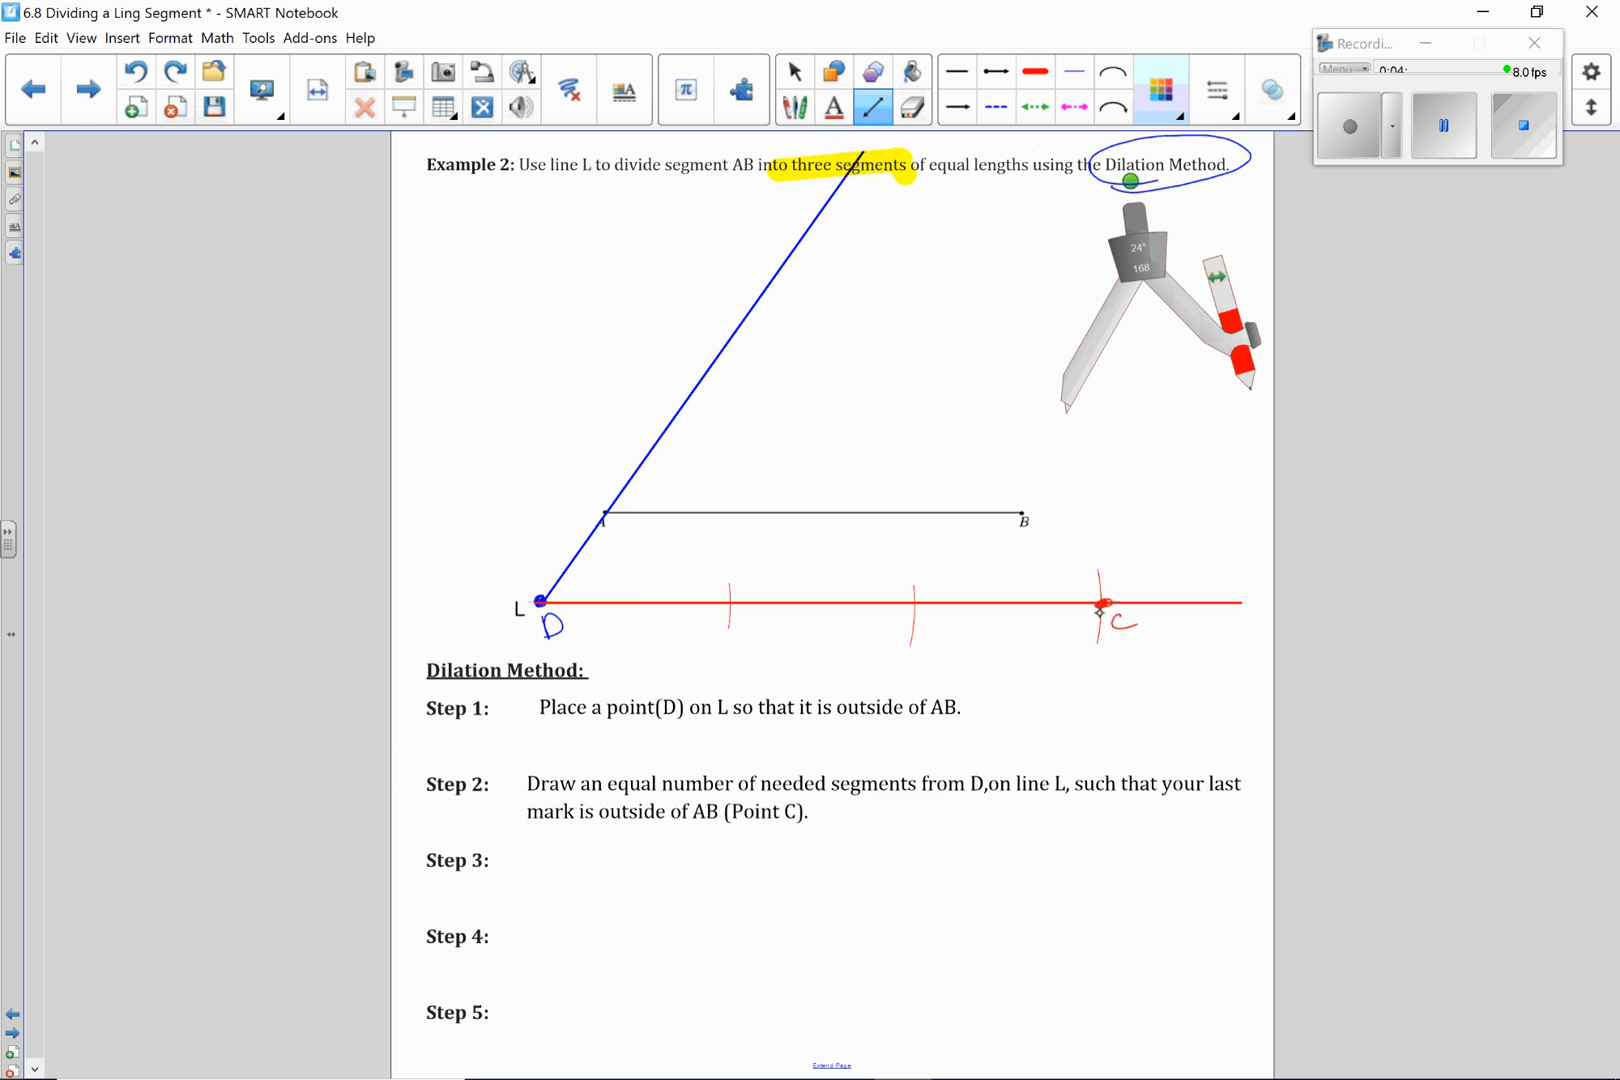 6.8 Dividing a Ling Segment * - SMART Notebook
File Edit View Insert Format Math Tools Add-ons Help
Recordi...
Menu 0:04: 8.0 fps
Example 2: Use line L to divide segment AB into three segments of equal lengths using the Dilation Method.
24°
168
A
B
L
D
C
Dilation Method:
Step 1: Place a point(D) on L so that it is outside of AB.
Step 2: Draw an equal number of needed segments from D,on line L, such that your last
mark is outside of AB (Point C).
Step 3:
Step 4:
Step 5:
Extend Page